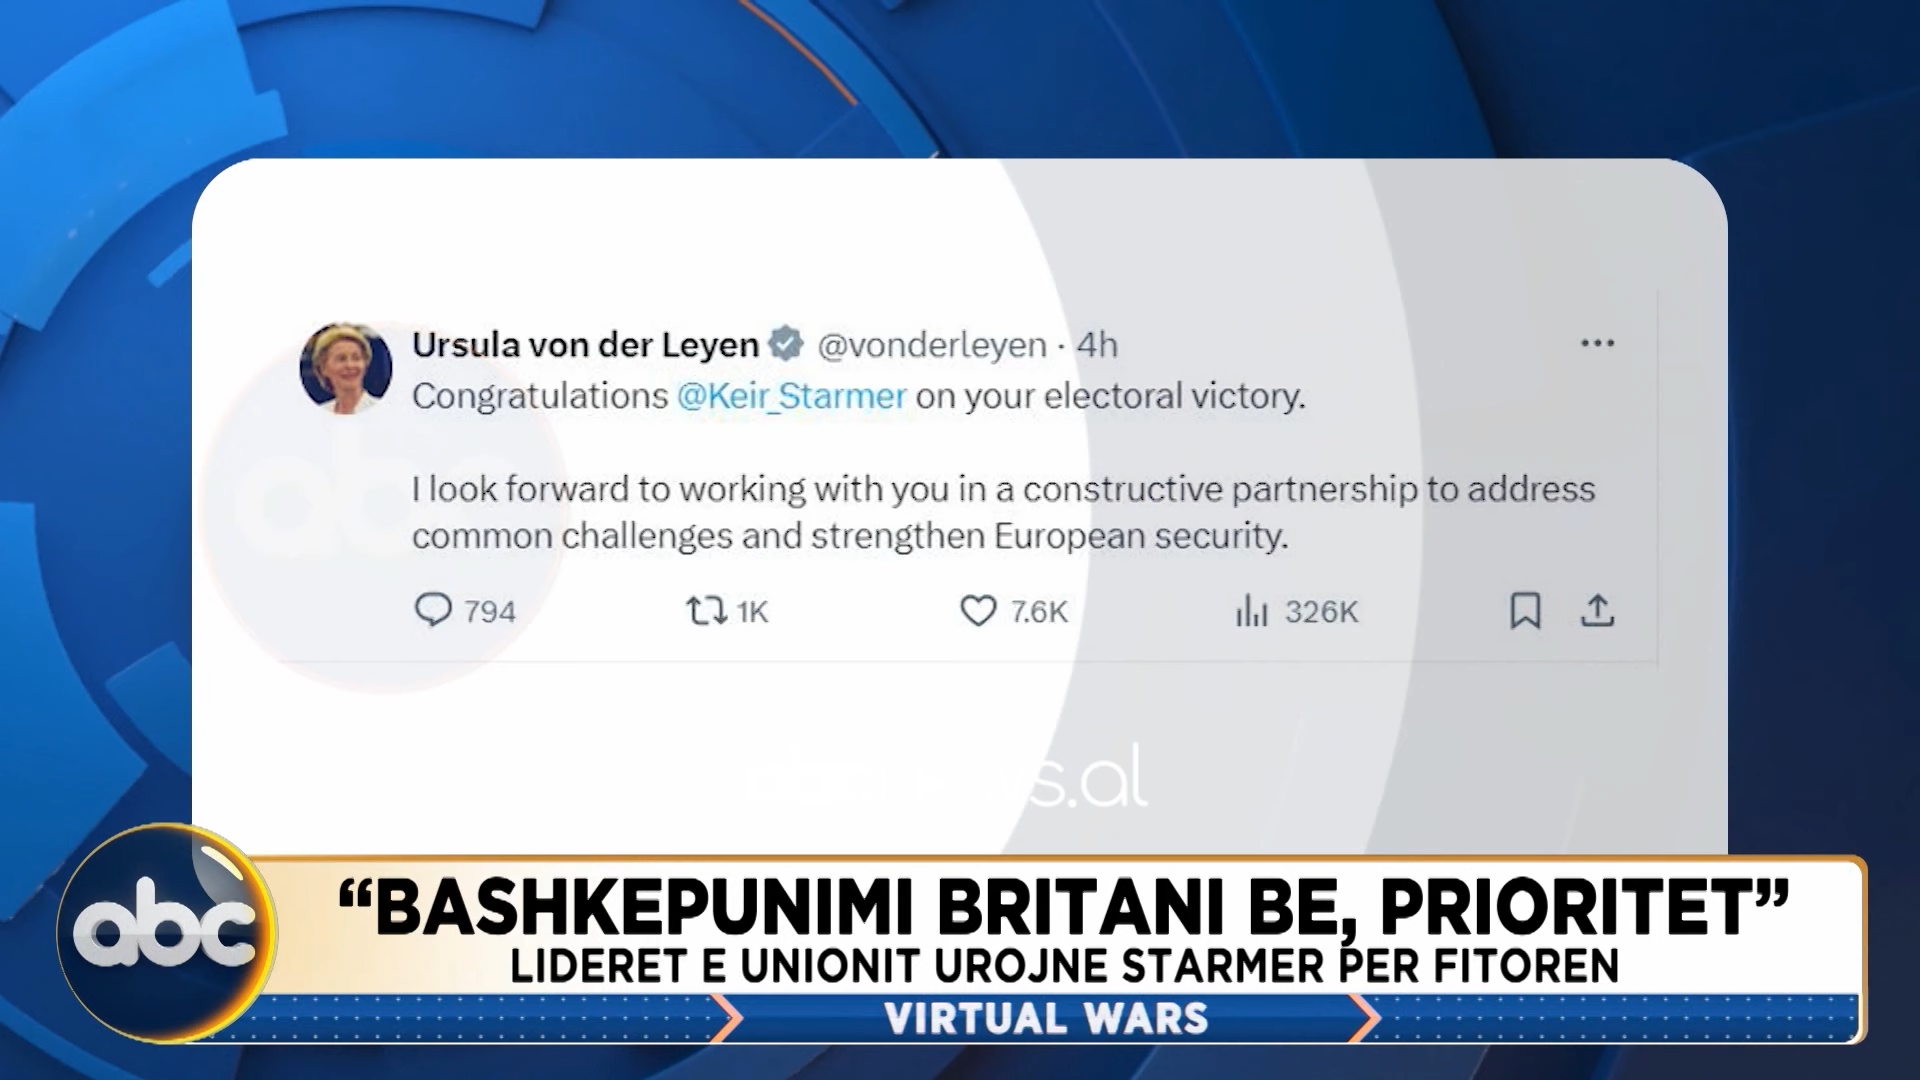 Ursula von der Leyen @vonderleyen · 4h
Congratulations @Keir_Starmer on your electoral victory.
I look forward to working with you in a constructive partnership to address
common challenges and strengthen European security.
794 1K 7.6K 326K
s.al
abc
“BASHKEPUNIMI BRITANI BE, PRIORITET”
LIDERET E UNIONIT UROJNE STARMER PER FITOREN
VIRTUAL WARS